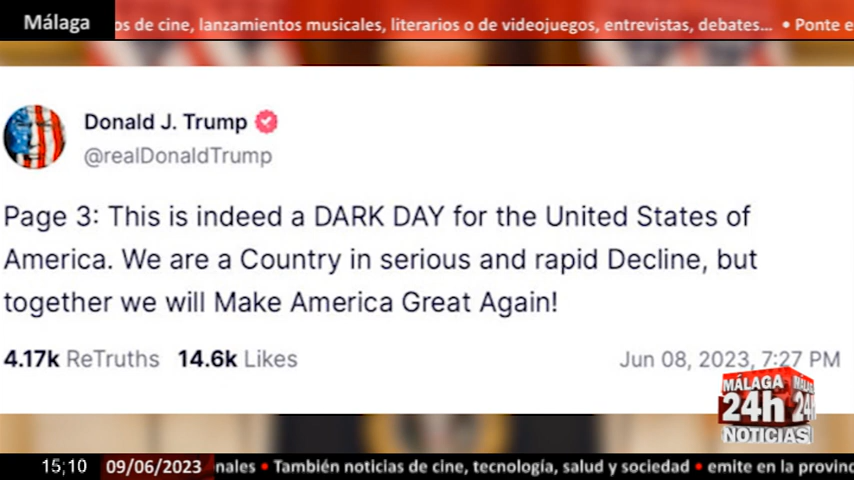 Málaga
os de cine, lanzamientos musicales, literarios o de videojuegos, entrevistas, debates... • Ponte e
Donald J. Trump
@realDonaldTrump
Page 3: This is indeed a DARK DAY for the United States of
America. We are a Country in serious and rapid Decline, but
together we will Make America Great Again!
4.17k ReTruths 14.6k Likes
Jun 08, 2023, 7:27 PM
MÁLAGA
24h
NOTICIAS
MÁLAGA
24h
15:10 09/06/2023 nales • También noticias de cine, tecnología, salud y sociedad • emite en la provinc